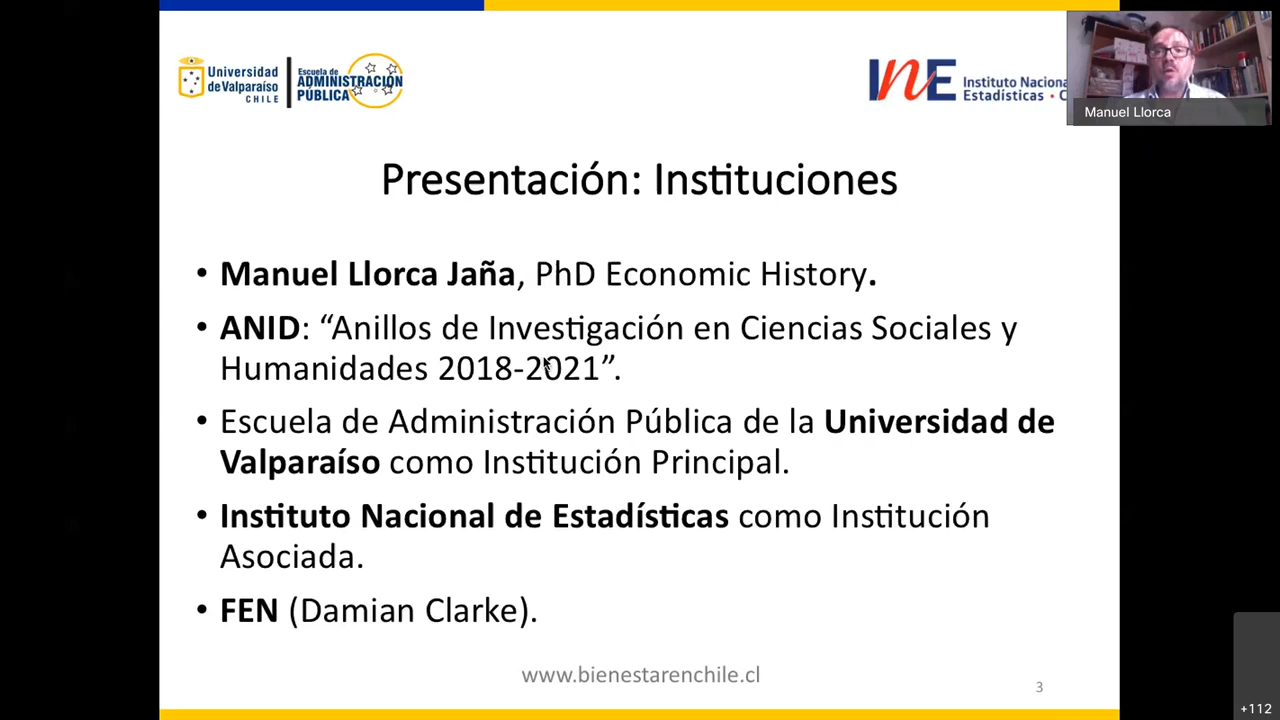 Universidad
de Valparaíso
CHILE
Escuela de
ADMINISTRACIÓN
PÚBLICA
INE
Instituto Naciona
Estadísticas • C
Manuel Llorca
Presentación: Instituciones
• Manuel Llorca Jaña, PhD Economic History.
• ANID: “Anillos de Investigación en Ciencias Sociales y
Humanidades 2018-2021”.
• Escuela de Administración Pública de la Universidad de
Valparaíso como Institución Principal.
• Instituto Nacional de Estadísticas como Institución
Asociada.
• FEN (Damian Clarke).
www.bienestarenchile.cl
3
+112